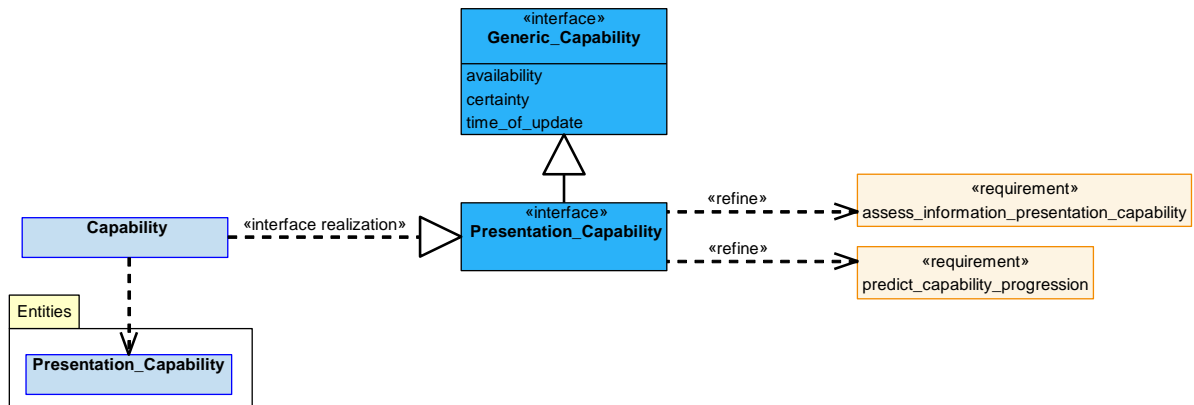 «interface»
Generic_Capability
availability
certainty
time_of_update
«interface»
Presentation_Capability
«refine»
«refine»
«requirement»
assess_information_presentation_capability
«requirement»
predict_capability_progression
Capability
«interface realization»
Entities
Presentation_Capability